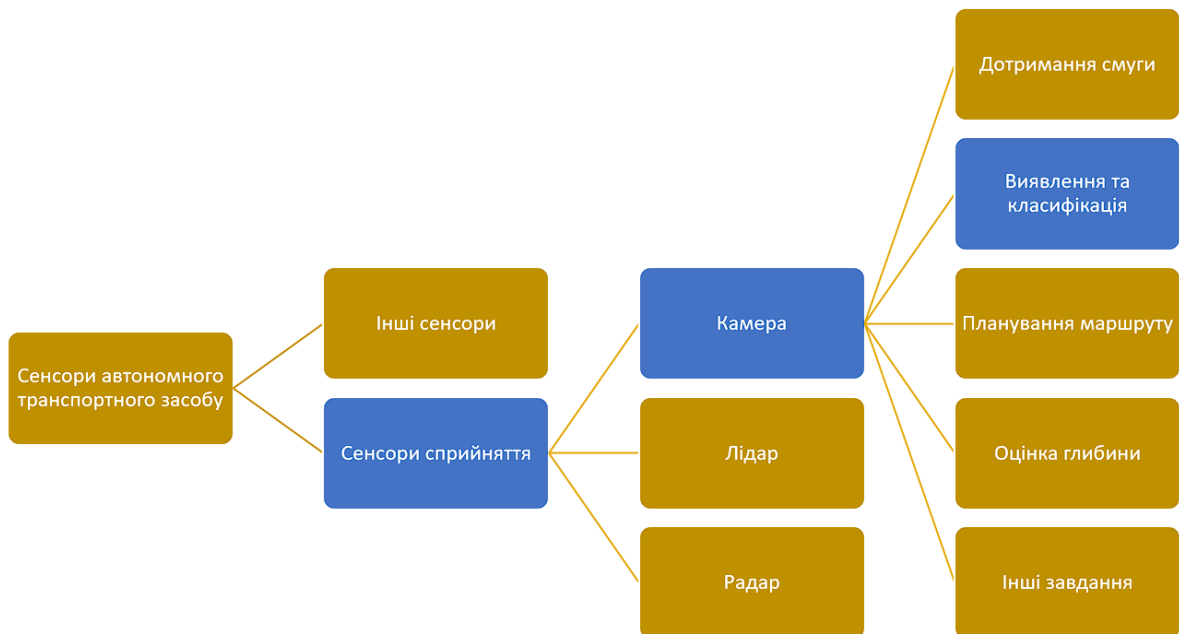 Сенсори автономного
транспортного засобу
Інші сенсори
Сенсори сприйняття
Камера
Лідар
Радар
Дотримання смуги
Виявлення та
класифікація
Планування маршруту
Оцінка глибини
Інші завдання